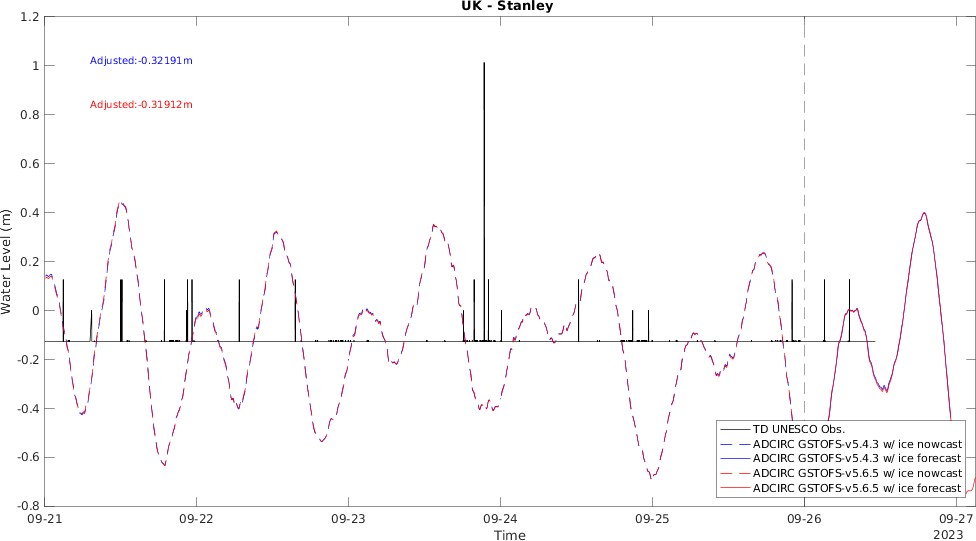 UK - Stanley
1.2
1
0.8
0.6
0.4
0.2
0
-0.2
-0.4
-0.6
-0.8
Water Level (m)
Adjusted:-0.32191m
Adjusted:-0.31912m
TD UNESCO Obs.
ADCIRC GSTOFS-v5.4.3 w/ ice nowcast
ADCIRC GSTOFS-v5.4.3 w/ ice forecast
ADCIRC GSTOFS-v5.6.5 w/ ice nowcast
ADCIRC GSTOFS-v5.6.5 w/ ice forecast
09-21 09-22 09-23 09-24 09-25 09-26 09-27
Time
2023